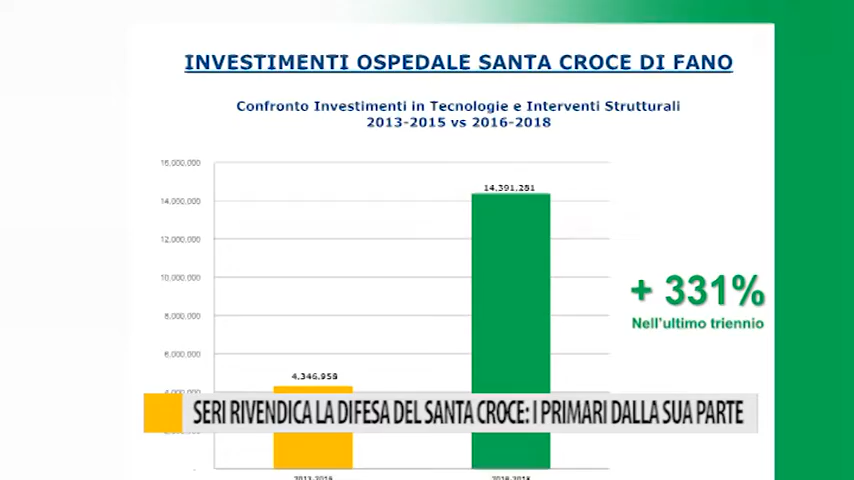 INVESTIMENTI OSPEDALE SANTA CROCE DI FANO
Confronto Investimenti in Tecnologie e Interventi Strutturali
2013-2015 vs 2016-2018
16,000,000
14,391,281
14,000,000
12,000,000
10,000,000
+ 331%
Nell'ultimo triennio
8,000,000
6,000,000
4,346,958
SERI RIVENDICA LA DIFESA DEL SANTA CROCE: I PRIMARI DALLA SUA PARTE